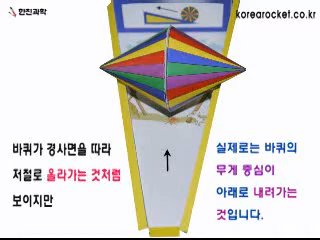 한진과학
korearocket.co.kr
바퀴가 경사면을 따라
저절로 올라가는 것처럼
보이지만
실제로는 바퀴의
무게 중심이
아래로 내려가는
것입니다.